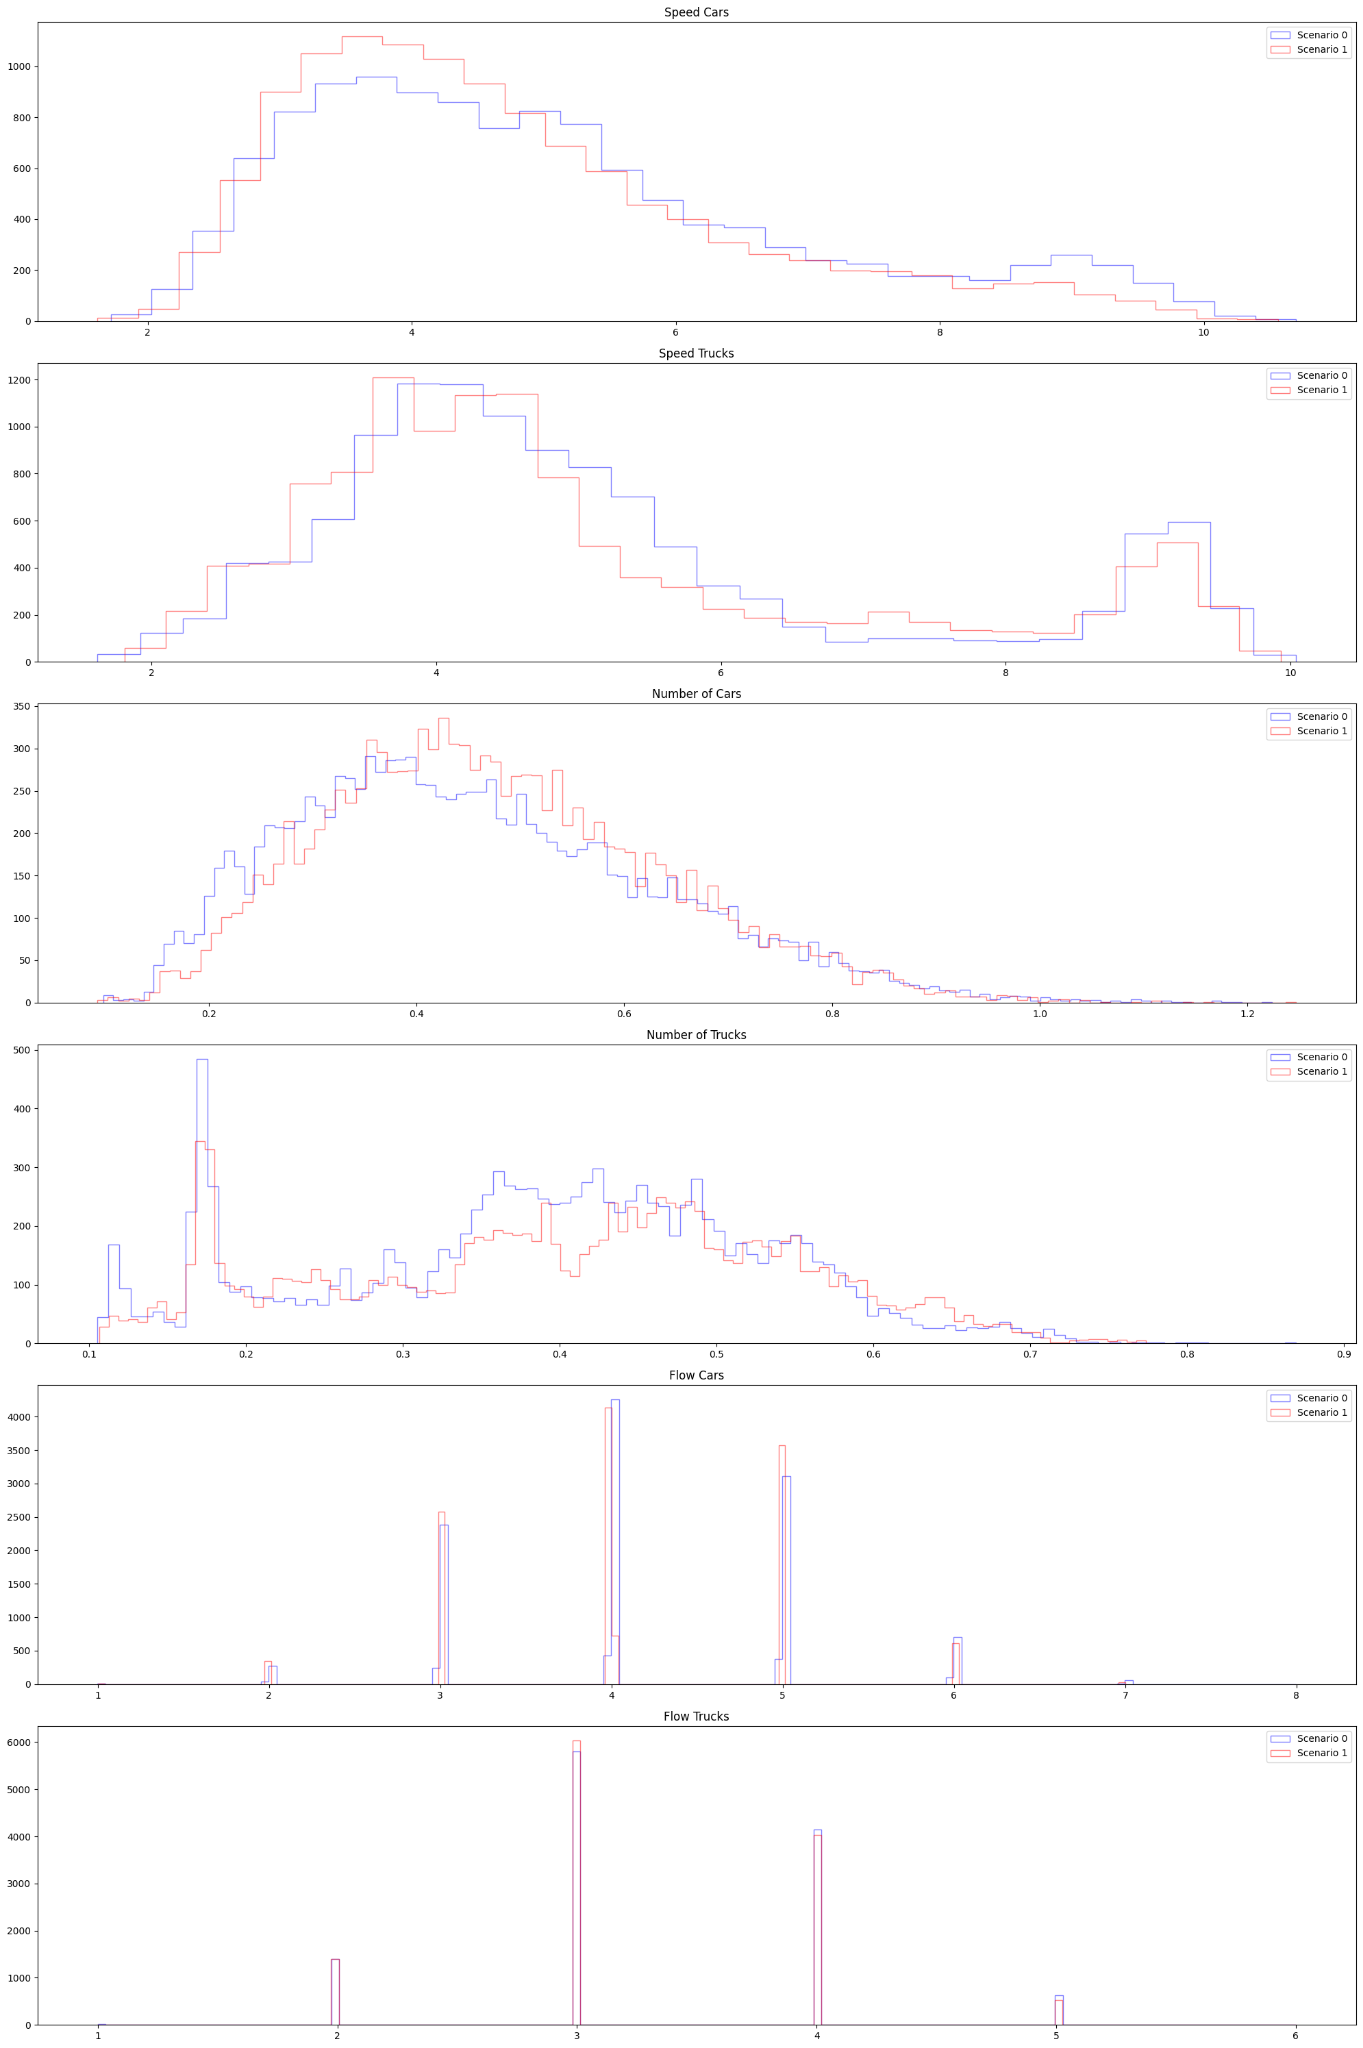 Speed Cars
Scenario 0
Scenario 1
1000
800
600
400
200
0
2 4 6 8 10
Speed Trucks
Scenario 0
Scenario 1
1200
1000
800
600
400
200
0
2 4 6 8 10
Number of Cars
Scenario 0
Scenario 1
350
300
250
200
150
100
50
0
0.2 0.4 0.6 0.8 1.0 1.2
Number of Trucks
Scenario 0
Scenario 1
500
400
300
200
100
0
0.1 0.2 0.3 0.4 0.5 0.6 0.7 0.8 0.9
Flow Cars
Scenario 0
Scenario 1
4000
3500
3000
2500
2000
1500
1000
500
0
1 2 3 4 5 6 7 8
Flow Trucks
Scenario 0
Scenario 1
6000
5000
4000
3000
2000
1000
0
1 2 3 4 5 6